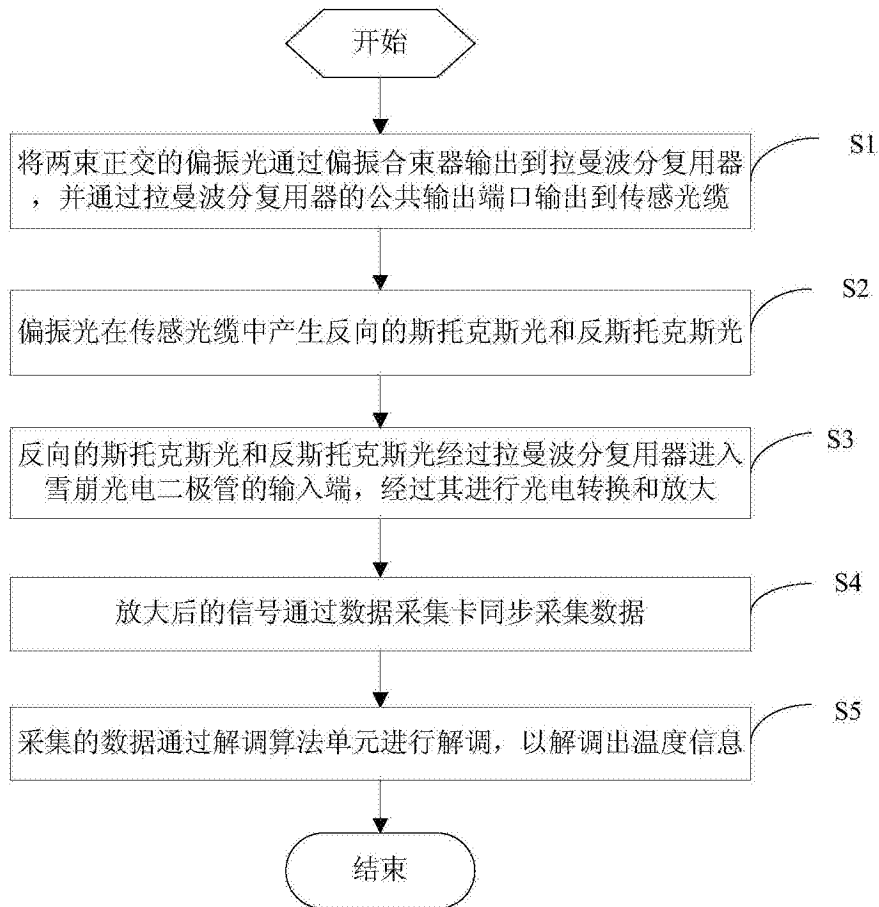 开始
将两束正交的偏振光通过偏振合束器输出到拉曼波分复用器
，并通过拉曼波分复用器的公共输出端口输出到传感光缆
S1
偏振光在传感光缆中产生反向的斯托克斯光和反斯托克斯光
S2
反向的斯托克斯光和反斯托克斯光经过拉曼波分复用器进入
雪崩光电二极管的输入端，经过其进行光电转换和放大
S3
放大后的信号通过数据采集卡同步采集数据
S4
采集的数据通过解调算法单元进行解调，以解调出温度信息
S5
结束